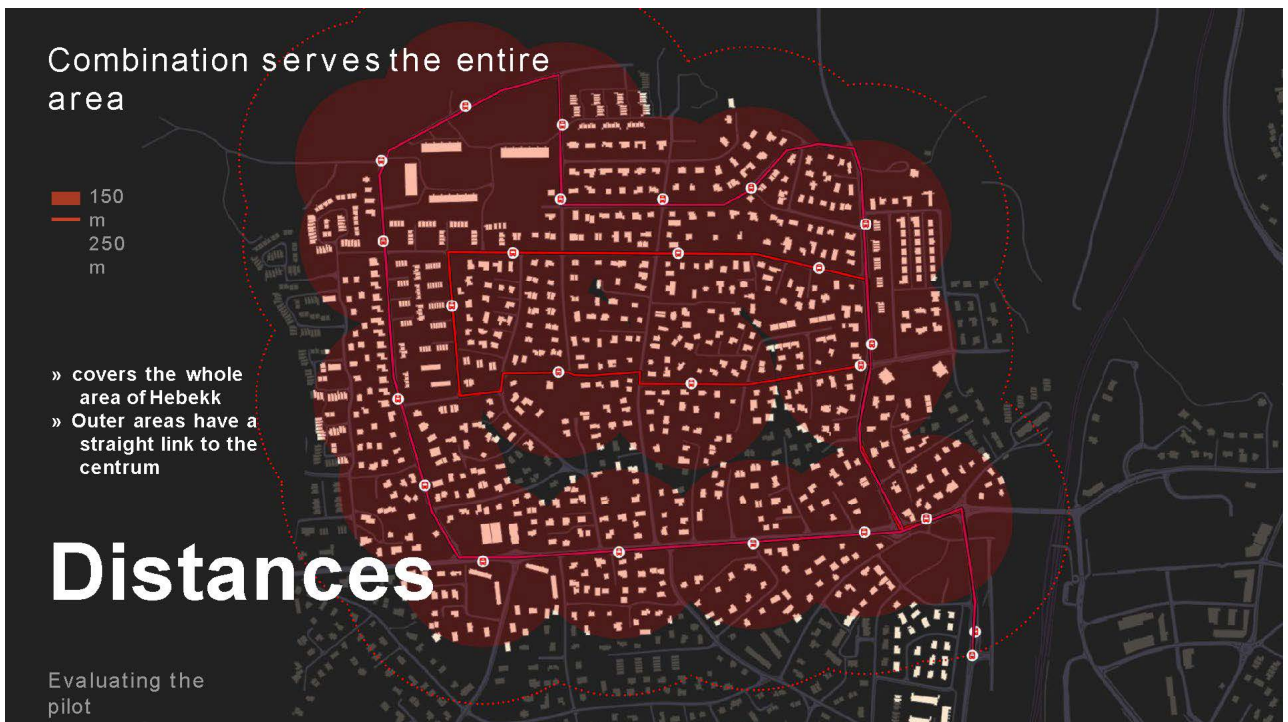 Combination serves the entire
area
150
m
250
m
» covers the whole
area of Hebekk
» Outer areas have a
straight link to the
centrum
Distances
Evaluating the
pilot